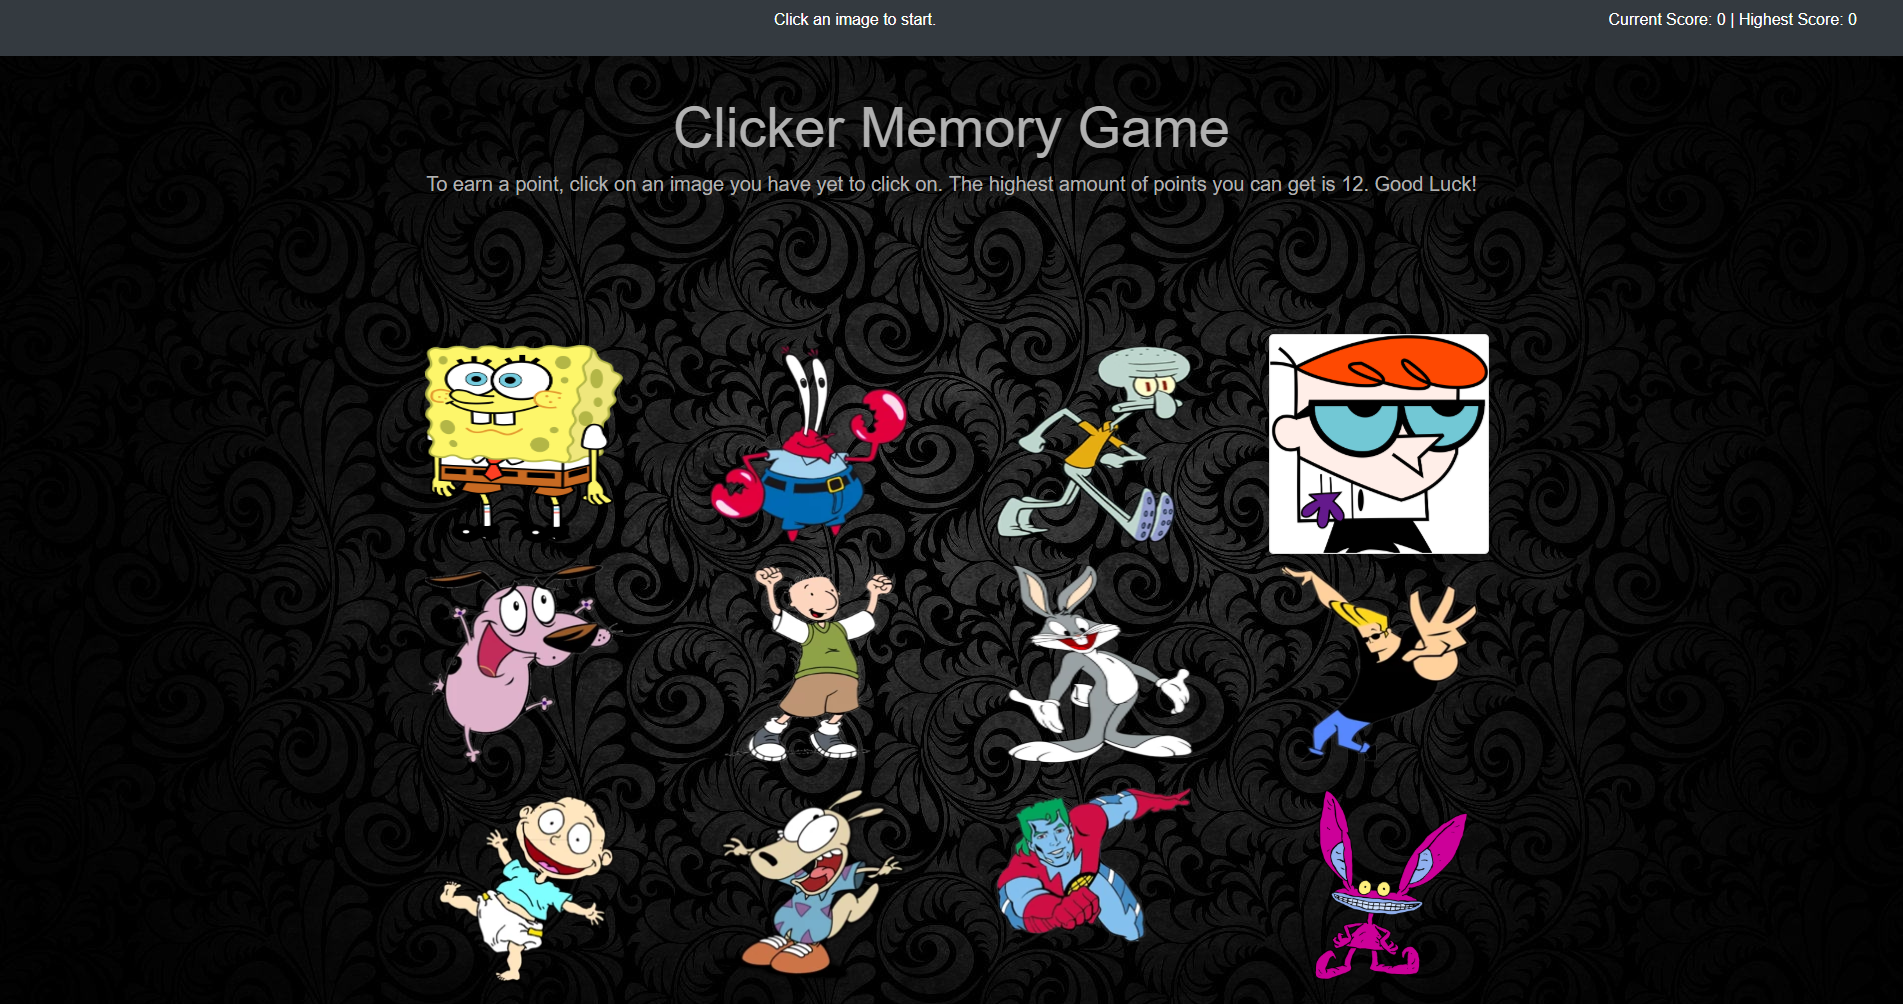 Click an image to start.
Current Score: 0 | Highest Score: 0
Clicker Memory Game
To earn a point, click on an image you have yet to click on. The highest amount of points you can get is 12. Good Luck!